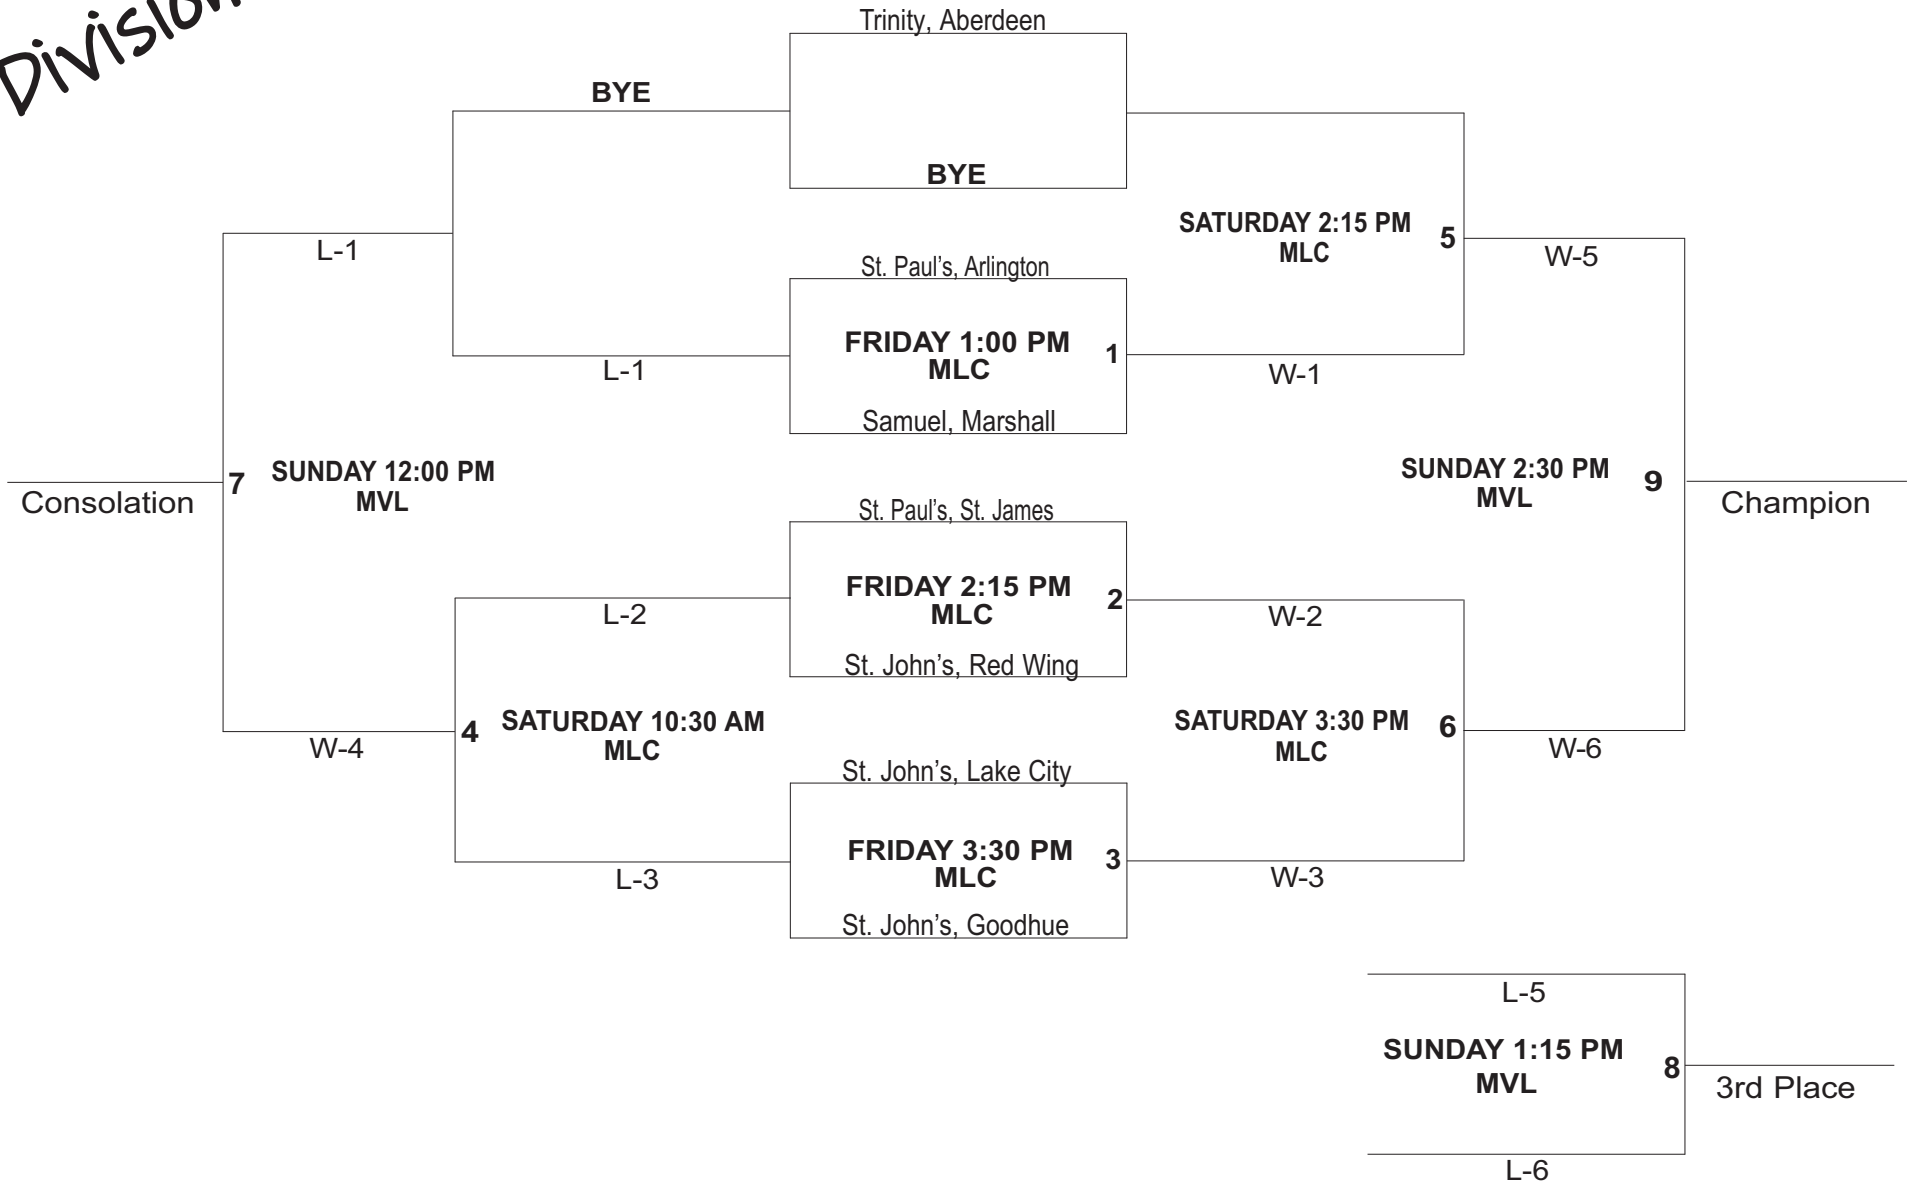 Division
Trinity, Aberdeen
BYE
BYE
SATURDAY 2:15 PM
MLC
5
L-1
W-5
St. Paul's, Arlington
FRIDAY 1:00 PM
MLC
1
L-1
W-1
Samuel, Marshall
7
SUNDAY 12:00 PM
MVL
Consolation
SUNDAY 2:30 PM
MVL
9
Champion
St. Paul's, St. James
FRIDAY 2:15 PM
MLC
2
L-2
W-2
St. John's, Red Wing
4
SATURDAY 10:30 AM
MLC
W-4
SATURDAY 3:30 PM
MLC
6
W-6
St. John's, Lake City
FRIDAY 3:30 PM
MLC
3
L-3
W-3
St. John's, Goodhue
L-5
SUNDAY 1:15 PM
MVL
8
3rd Place
L-6